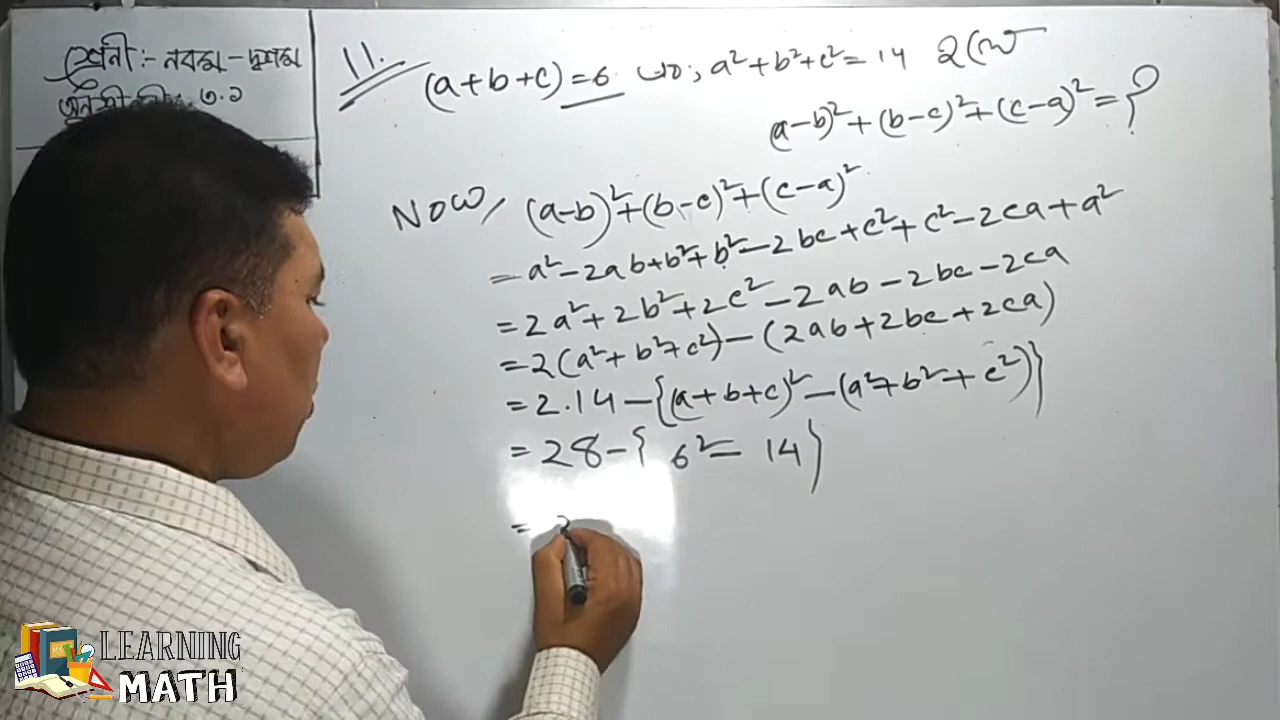 শ্রেনী :- নবম - দশম
৩.১
11. (a+b+c) = 6 এবং, a²+b²+c² = 14 হলে
(a-b)²+(b-c)²+(c-a)² = ?
Now, (a-b)²+(b-c)²+(c-a)²
= a²-2ab+b²+b²-2bc+c²+c²-2ca+a²
= 2a²+2b²+2c²-2ab-2bc-2ca
= 2(a²+b²+c²)-(2ab+2bc+2ca)
= 2.14-{(a+b+c)²-(a²+b²+c²)}
= 28-{6²-14}
=
LEARNING
MATH